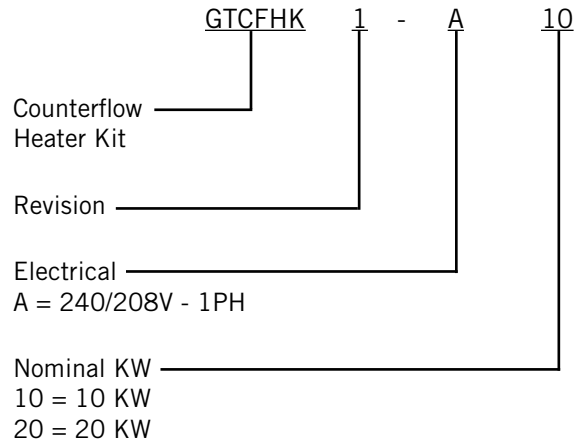 GTCFHK 1 - A 10
Counterflow
Heater Kit
Revision
Electrical
A = 240/208V - 1PH
Nominal KW
10 = 10 KW
20 = 20 KW